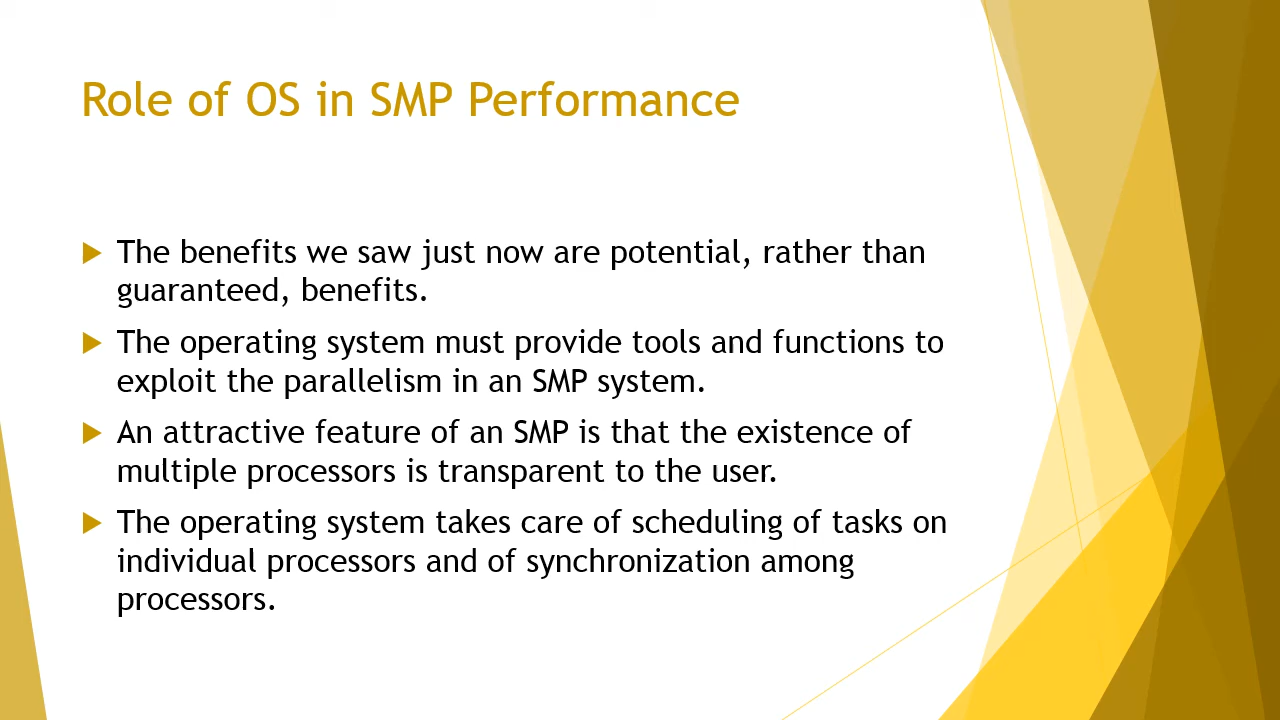 Role of OS in SMP Performance
The benefits we saw just now are potential, rather than
guaranteed, benefits.
The operating system must provide tools and functions to
exploit the parallelism in an SMP system.
An attractive feature of an SMP is that the existence of
multiple processors is transparent to the user.
The operating system takes care of scheduling of tasks on
individual processors and of synchronization among
processors.